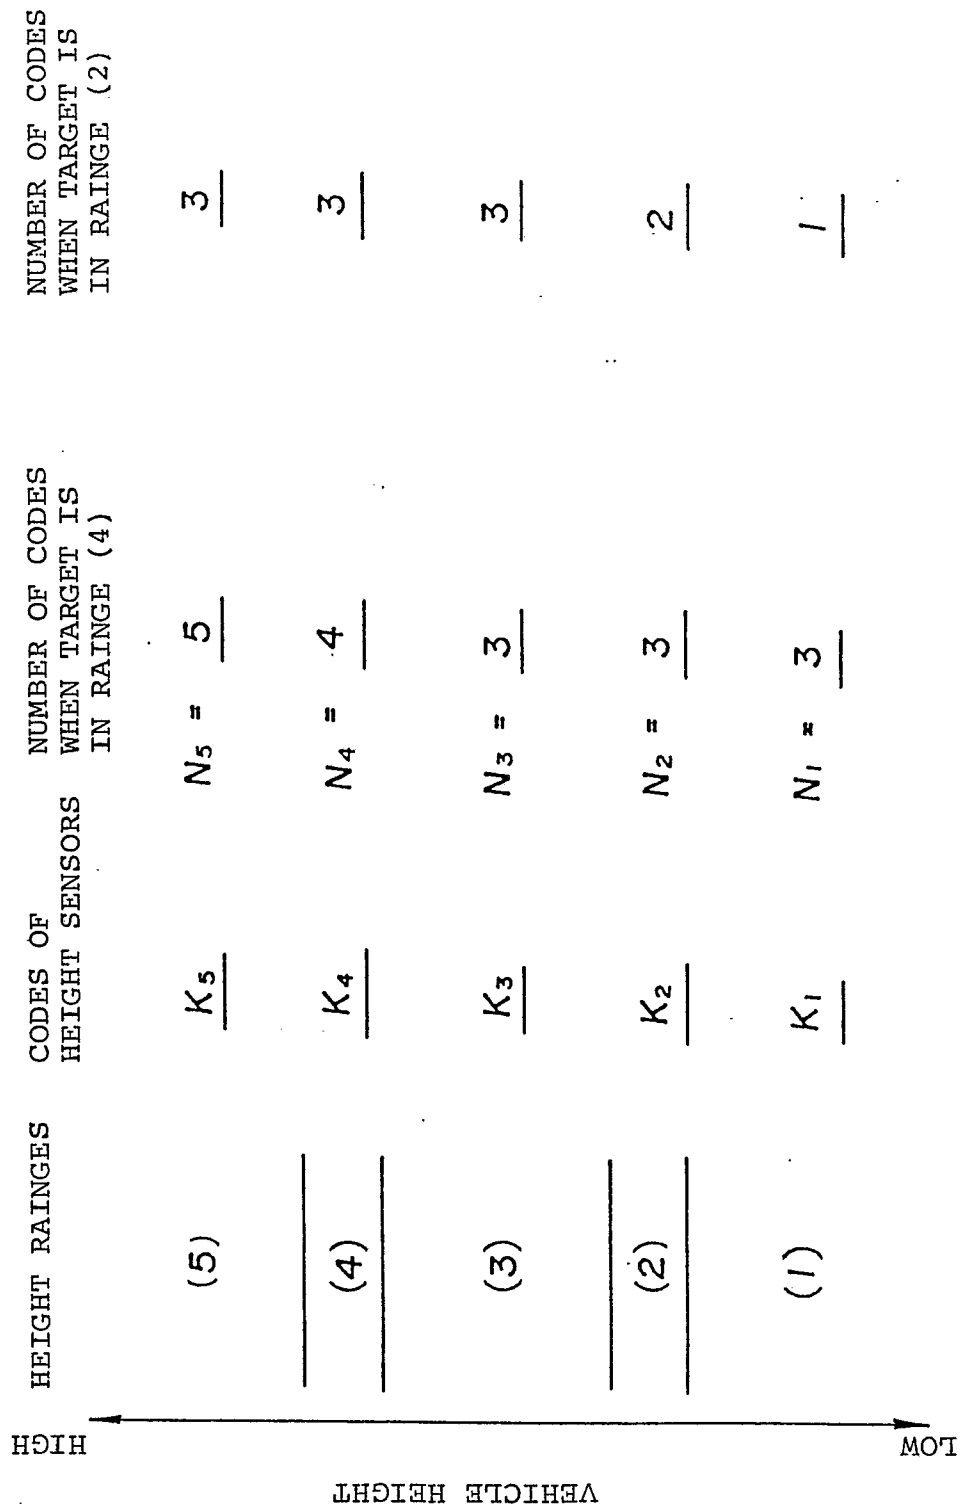 HEIGHT RAINGES
CODES OF
HEIGHT SENSORS
NUMBER OF CODES
WHEN TARGET IS
IN RAINGE (4)
NUMBER OF CODES
WHEN TARGET IS
IN RAINGE (2)
HIGH
VEHICLE HEIGHT
LOW
(5) K5 N5 = 5 3
(4) K4 N4 = 4 3
(3) K3 N3 = 3 3
(2) K2 N2 = 3 2
(1) K1 N1 = 3 1